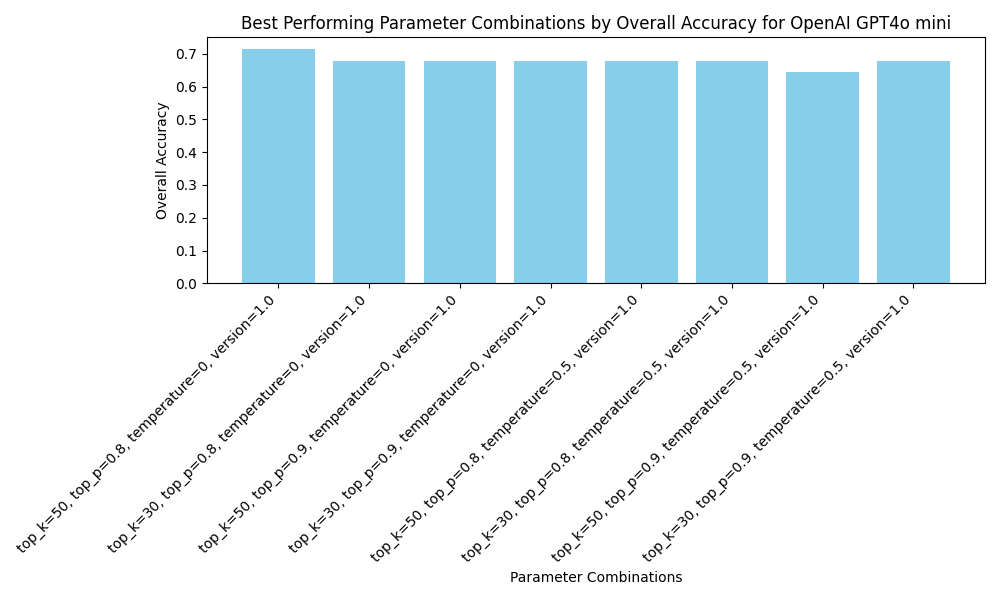 Best Performing Parameter Combinations by Overall Accuracy for OpenAI GPT4o mini
Overall Accuracy
0.7
0.6
0.5
0.4
0.3
0.2
0.1
0.0
top_k=50, top_p=0.8, temperature=0, version=1.0
top_k=30, top_p=0.8, temperature=0, version=1.0
top_k=50, top_p=0.9, temperature=0, version=1.0
top_k=30, top_p=0.9, temperature=0, version=1.0
top_k=50, top_p=0.8, temperature=0.5, version=1.0
top_k=30, top_p=0.8, temperature=0.5, version=1.0
top_k=50, top_p=0.9, temperature=0.5, version=1.0
top_k=30, top_p=0.9, temperature=0.5, version=1.0
Parameter Combinations